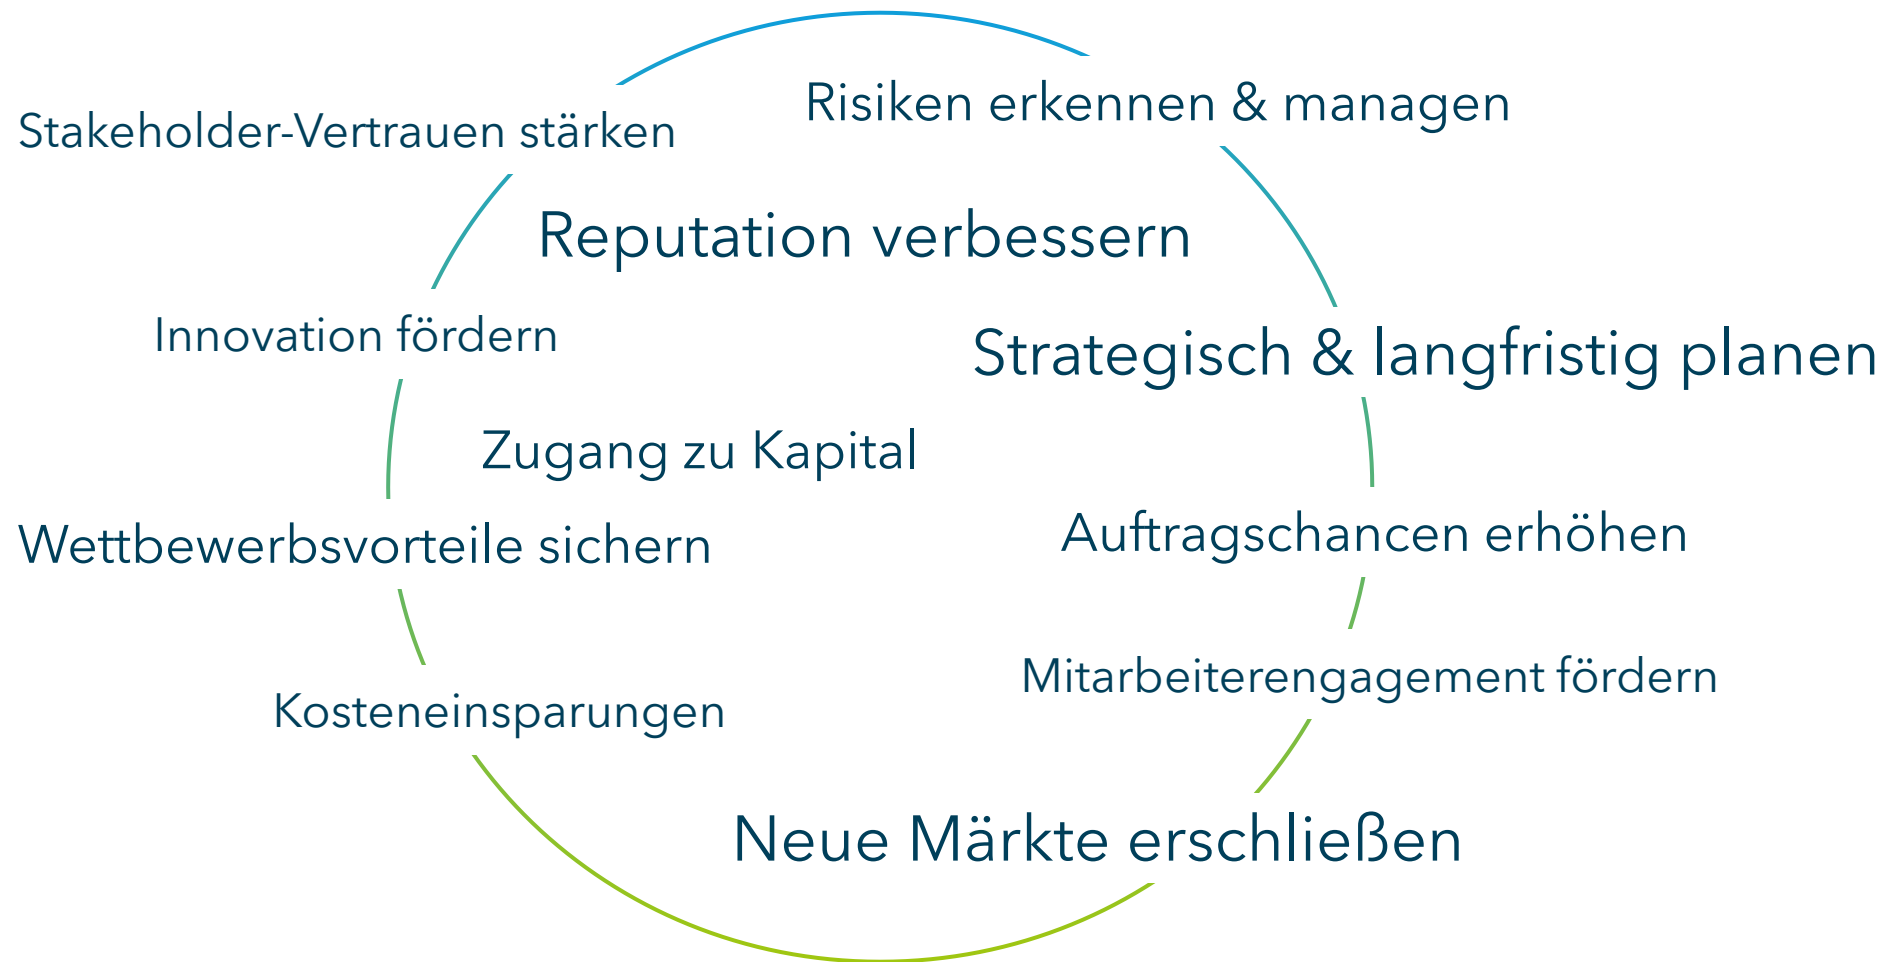 Risiken erkennen & managen
Stakeholder-Vertrauen stärken
Reputation verbessern
Innovation fördern
Strategisch & langfristig planen
Zugang zu Kapital
Auftragschancen erhöhen
Wettbewerbsvorteile sichern
Mitarbeiterengagement fördern
Kosteneinsparungen
Neue Märkte erschließen